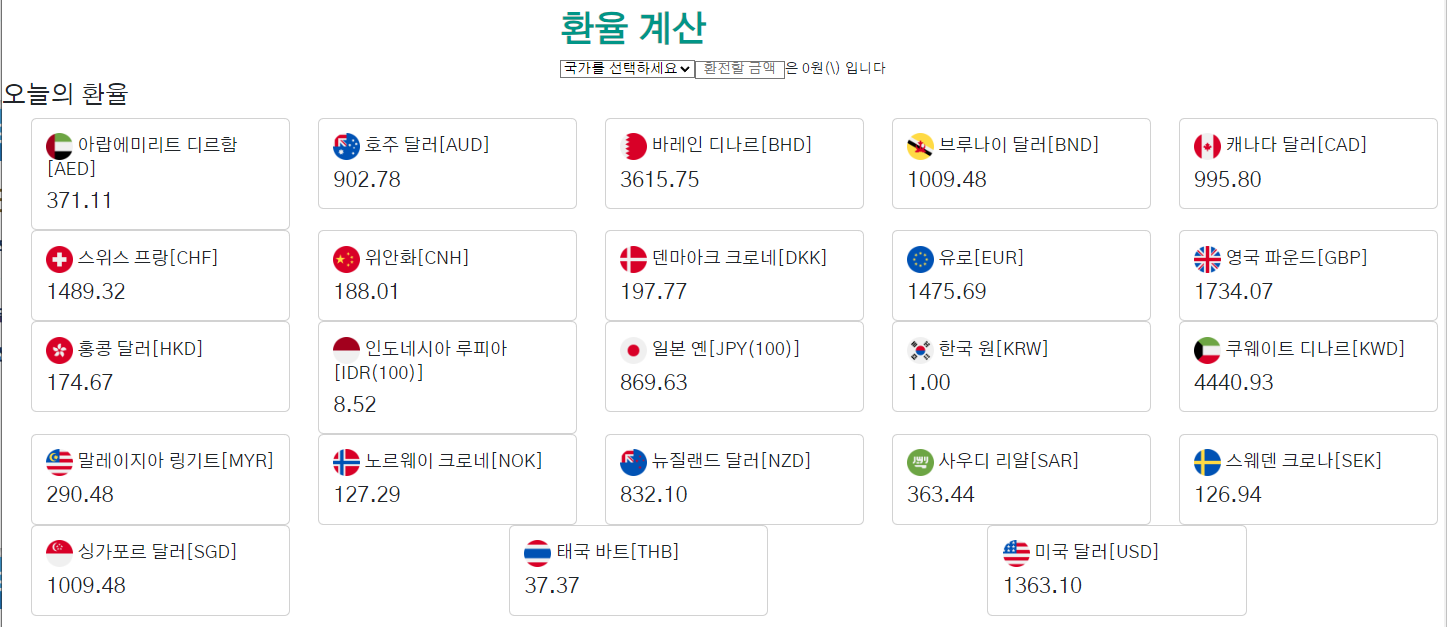 환율 계산
국가를 선택하세요 환전할 금액은 0원(\) 입니다
오늘의 환율
아랍에미리트 디르함
[AED]
371.11
호주 달러[AUD]
902.78
바레인 디나르[BHD]
3615.75
브루나이 달러[BND]
1009.48
캐나다 달러[CAD]
995.80
스위스 프랑[CHF]
1489.32
위안화[CNH]
188.01
덴마아크 크로네[DKK]
197.77
유로[EUR]
1475.69
영국 파운드[GBP]
1734.07
홍콩 달러[HKD]
174.67
인도네시아 루피아
[IDR(100)]
8.52
일본 옌[JPY(100)]
869.63
한국 원[KRW]
1.00
쿠웨이트 디나르[KWD]
4440.93
말레이지아 링기트[MYR]
290.48
노르웨이 크로네[NOK]
127.29
뉴질랜드 달러[NZD]
832.10
사우디 리얄[SAR]
363.44
스웨덴 크로나[SEK]
126.94
싱가포르 달러[SGD]
1009.48
태국 바트[THB]
37.37
미국 달러[USD]
1363.10